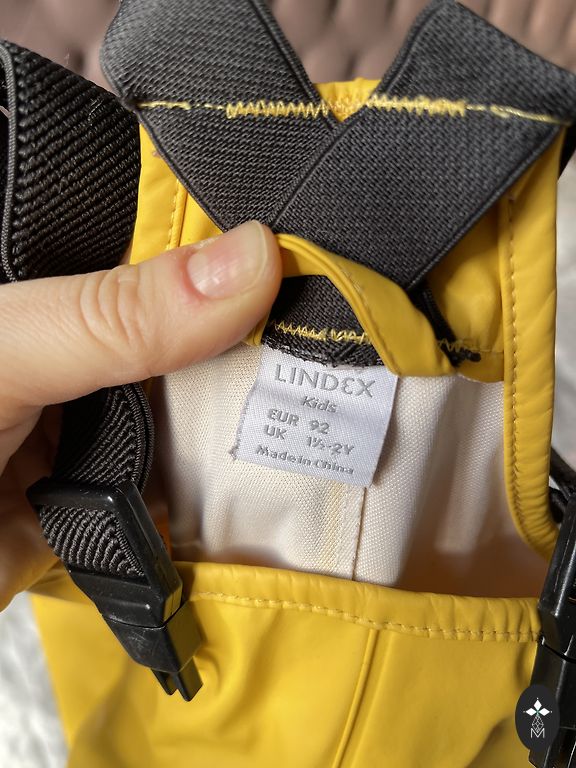 LINDEX
Kids
EUR 92
UK 1½-2Y
Made in China
M